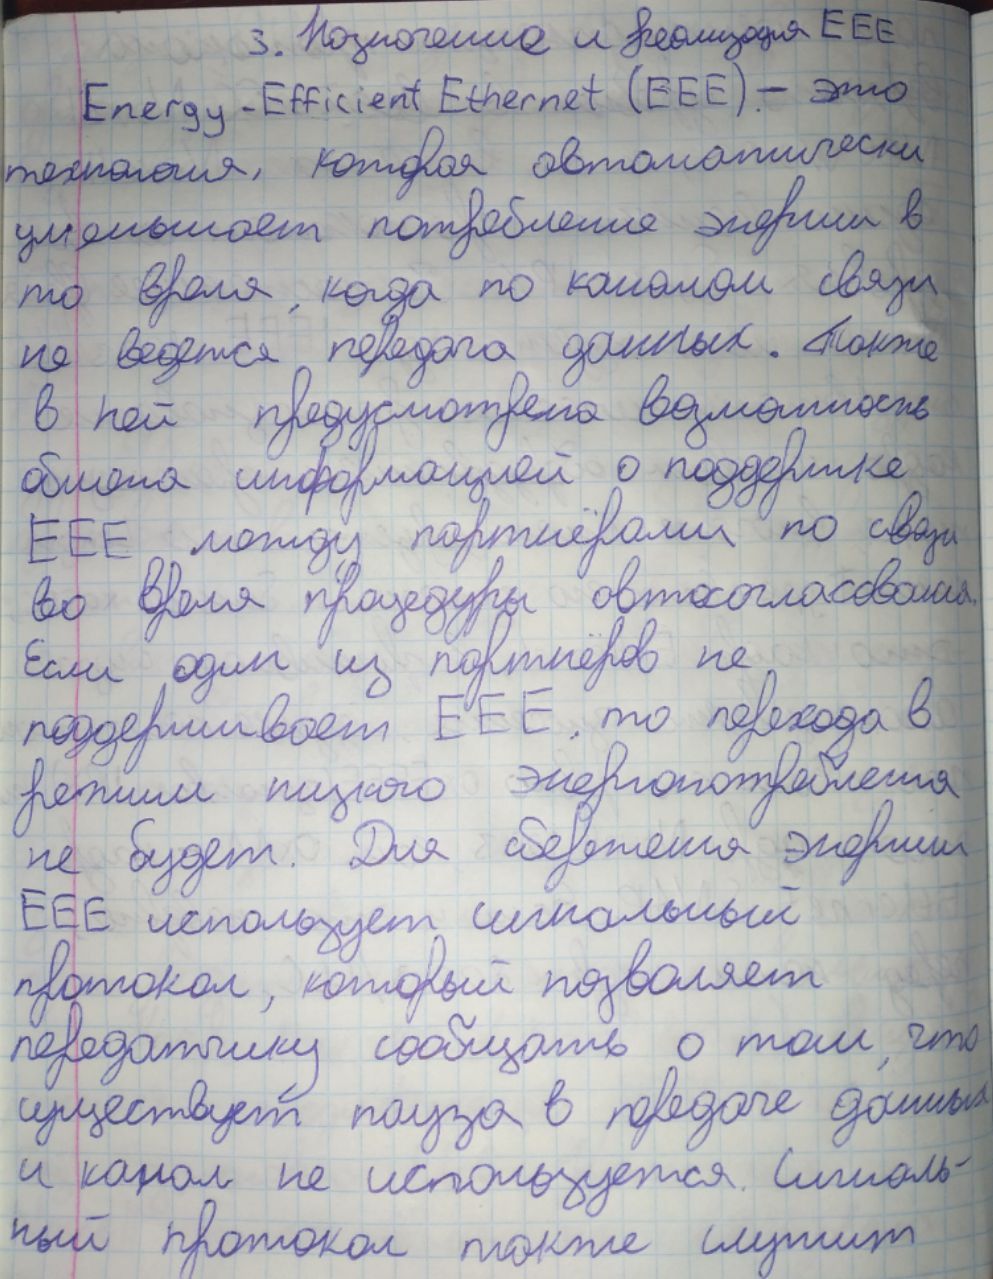 3. Назначение и реализация EEE
Energy-Efficient Ethernet (EEE) - это
технология, которая автоматически
уменьшает потребление энергии в
то время, когда по каналам связи
не ведется передача данных. Также
в ней предусмотрена возможность
обмена информацией о поддержке
EEE между партнёрами по связи
во время процедуры автосогласования.
Если один из партнёров не
поддерживает EEE, то перехода в
режим низкого энергопотребления
не будет. Для сбережения энергии
EEE использует сигнальный
протокол, который позволяет
передатчику сообщать о том, что
существует пауза в передаче данных
и канал не используется. Сигналь-
ный протокол также служит